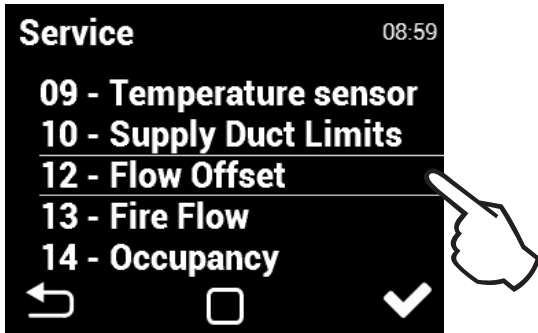 Service 08:59
09 - Temperature sensor
10 - Supply Duct Limits
12 - Flow Offset
13 - Fire Flow
14 - Occupancy